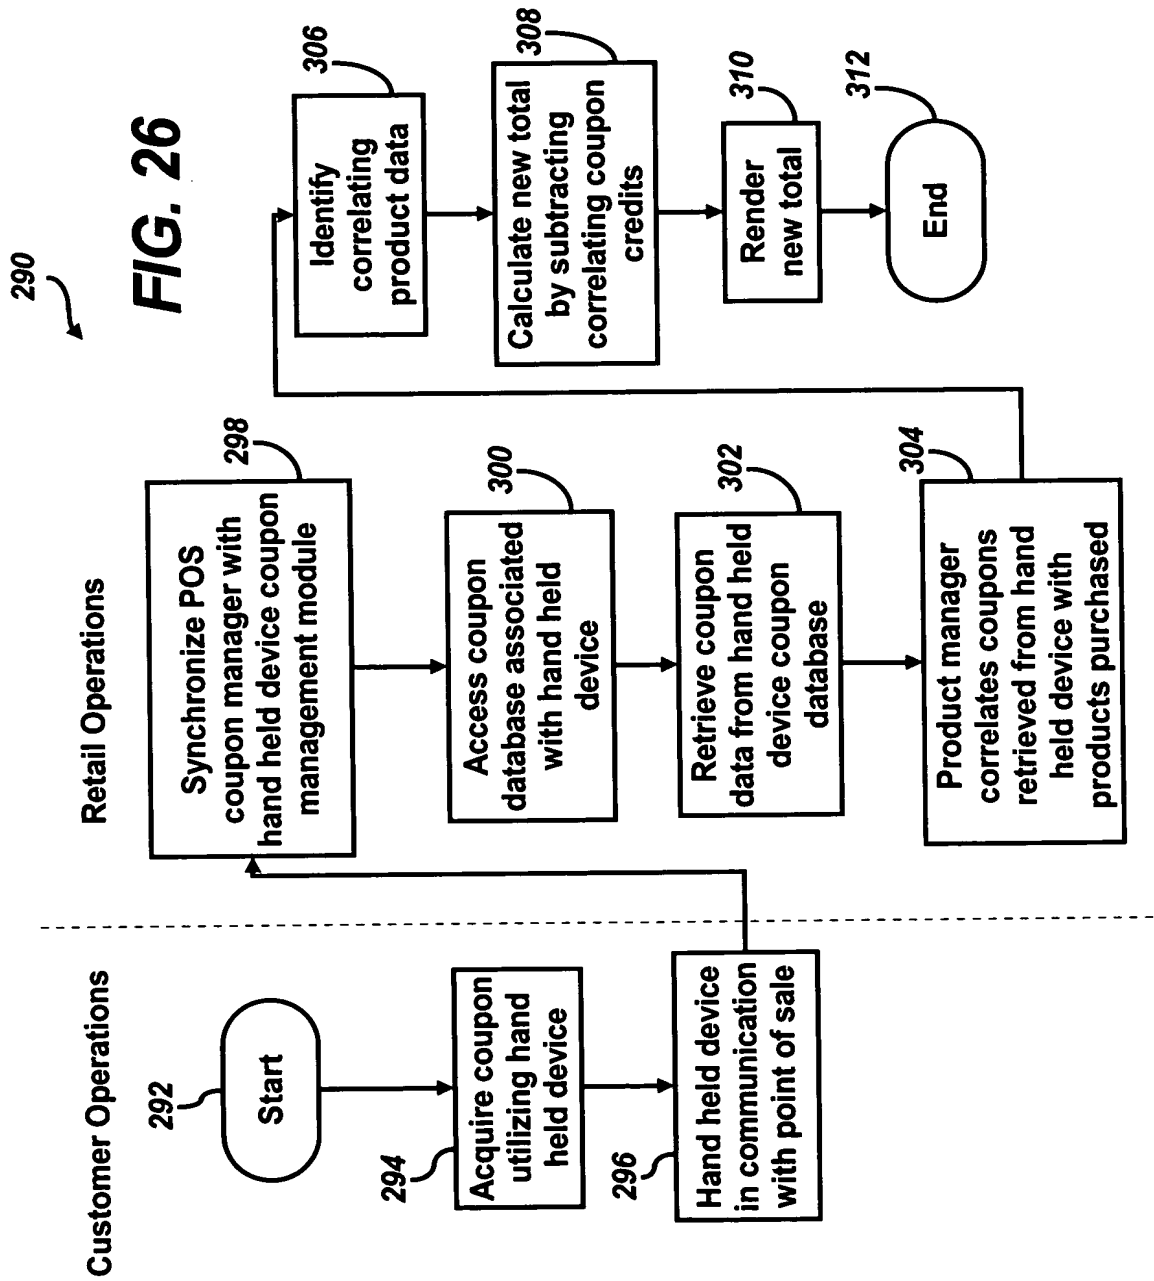 290
FIG. 26
Customer Operations
292
Start
294
Acquire coupon
utilizing hand
held device
296
Hand held device
in communication
with point of sale
Retail Operations
298
Synchronize POS
coupon manager with
hand held device coupon
management module
300
Access coupon
database associated
with hand held
device
302
Retrieve coupon
data from hand held
device coupon
database
304
Product manager
correlates coupons
retrieved from hand
held device with
products purchased
306
Identify
correlating
product data
308
Calculate new total
by subtracting
correlating coupon
credits
310
Render
new total
312
End